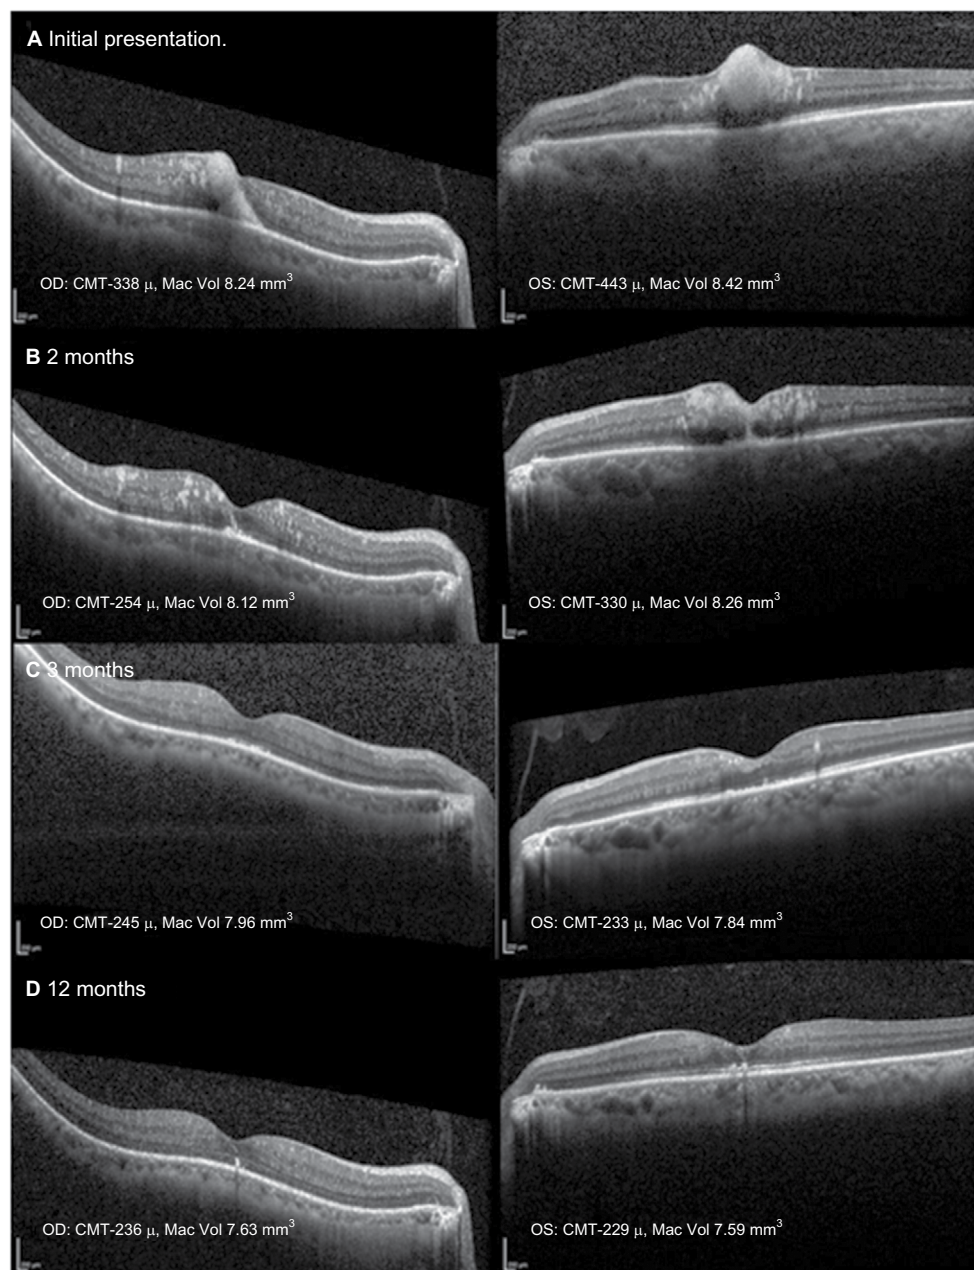 A Initial presentation.
OD: CMT-338 μ, Mac Vol 8.24 mm³
OS: CMT-443 μ, Mac Vol 8.42 mm³
B 2 months
OD: CMT-254 μ, Mac Vol 8.12 mm³
OS: CMT-330 μ, Mac Vol 8.26 mm³
C 3 months
OD: CMT-245 μ, Mac Vol 7.96 mm³
OS: CMT-233 μ, Mac Vol 7.84 mm³
D 12 months
OD: CMT-236 μ, Mac Vol 7.63 mm³
OS: CMT-229 μ, Mac Vol 7.59 mm³